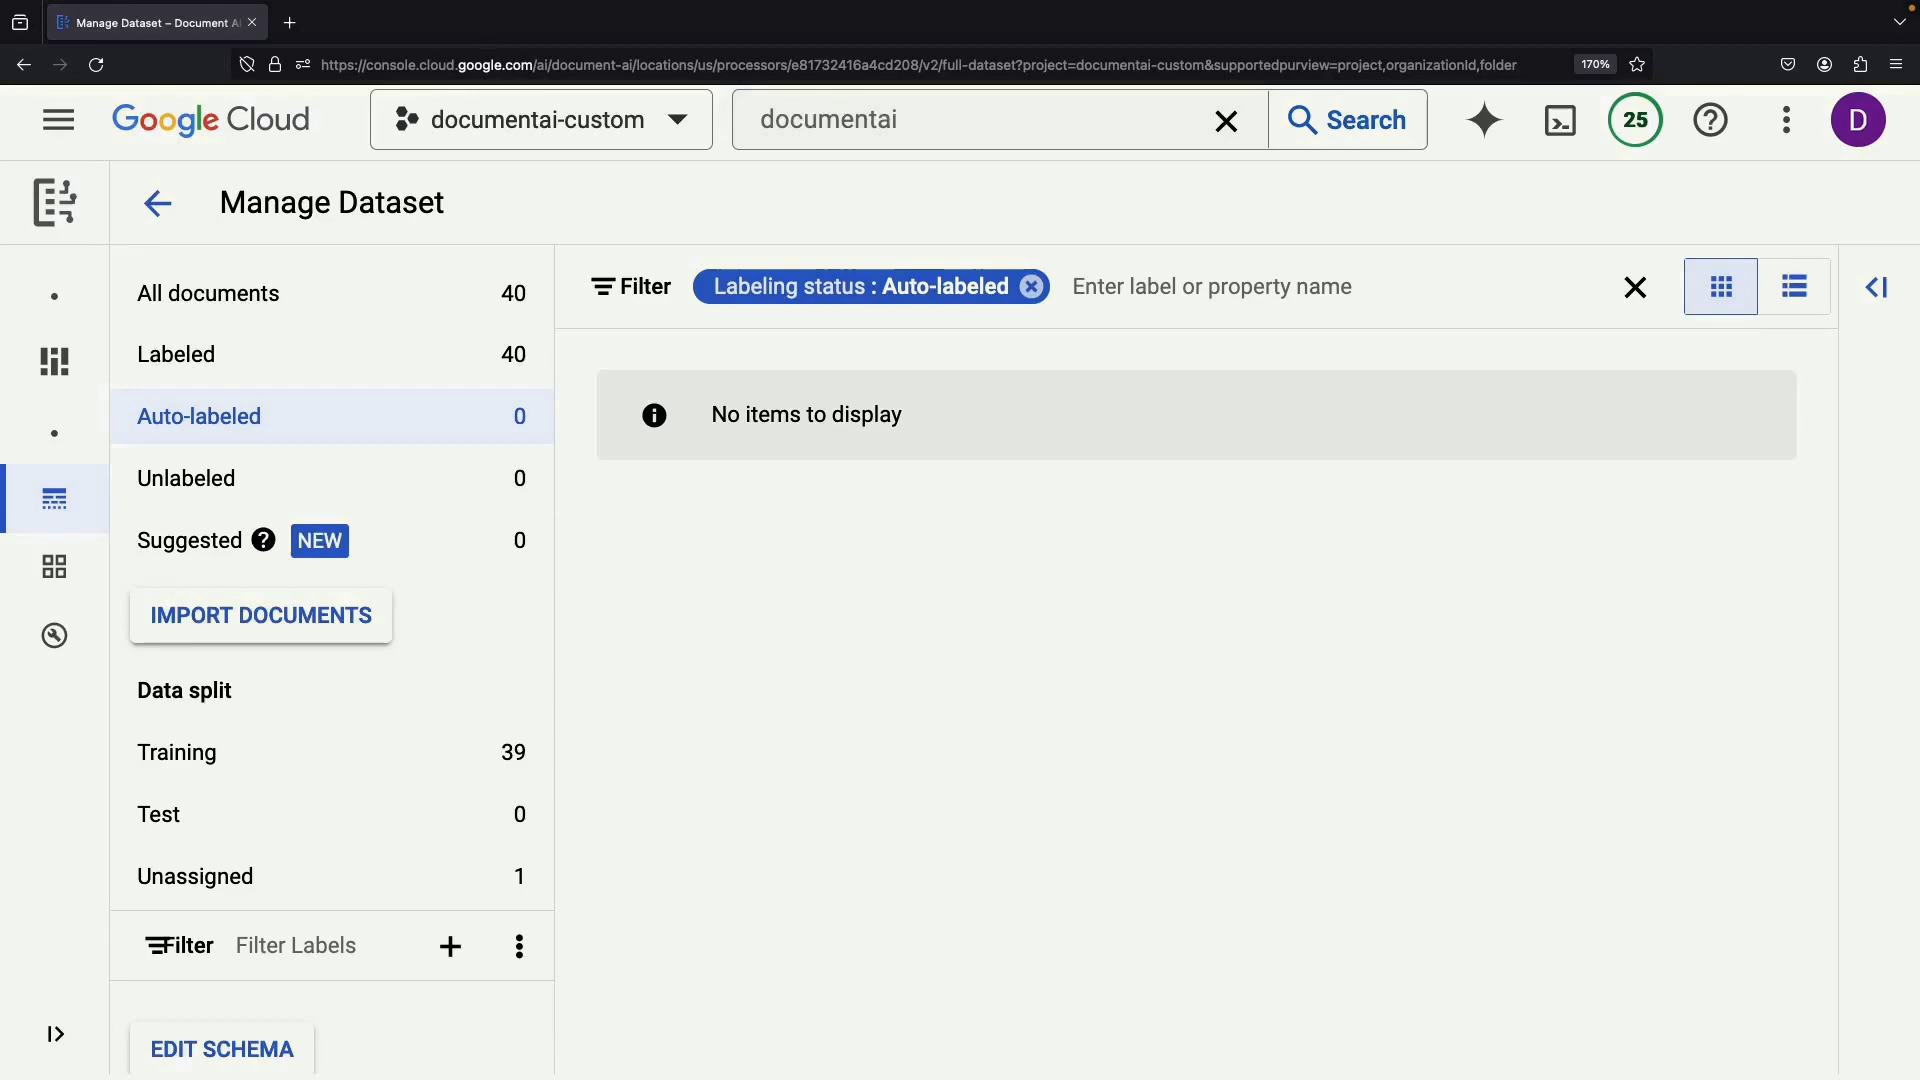 Manage Dataset – Document AI
https://console.cloud.google.com/ai/document-ai/locations/us/processors/e81732416a4cd208/v2/full-dataset?project=documentai-custom&supportedpurview=project,organizationId,folder
170%
Google Cloud
documentai-custom
documentai
Search
25
D
Manage Dataset
All documents 40
Labeled 40
Auto-labeled 0
Unlabeled 0
Suggested NEW 0
IMPORT DOCUMENTS
Data split
Training 39
Test 0
Unassigned 1
Filter Filter Labels
EDIT SCHEMA
Filter Labeling status : Auto-labeled Enter label or property name
No items to display